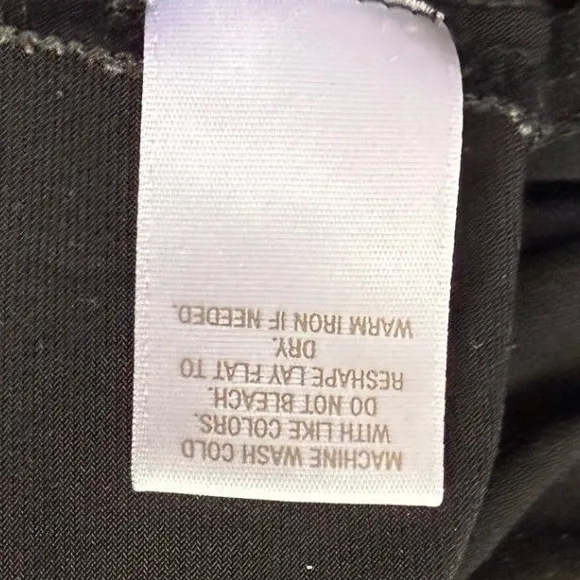 MACHINE WASH COLD
WITH LIKE COLORS.
DO NOT BLEACH.
RESHAPE LAY FLAT TO
DRY.
WARM IRON IF NEEDED.